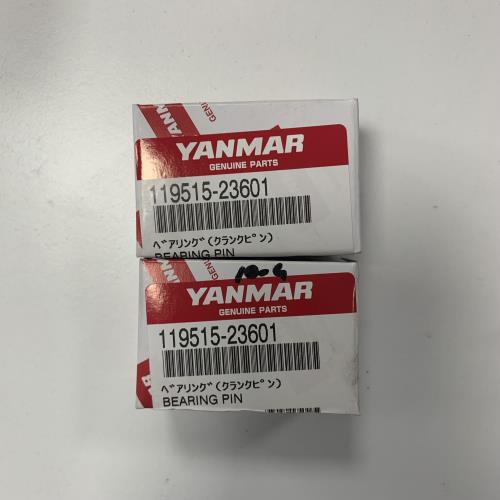 YANMAR
GENUINE PARTS
119515-23601
ベアリング(クランクピン)
BEARING PIN
YANMAR
GENUINE PARTS
119515-23601
ベアリング(クランクピン)
BEARING PIN